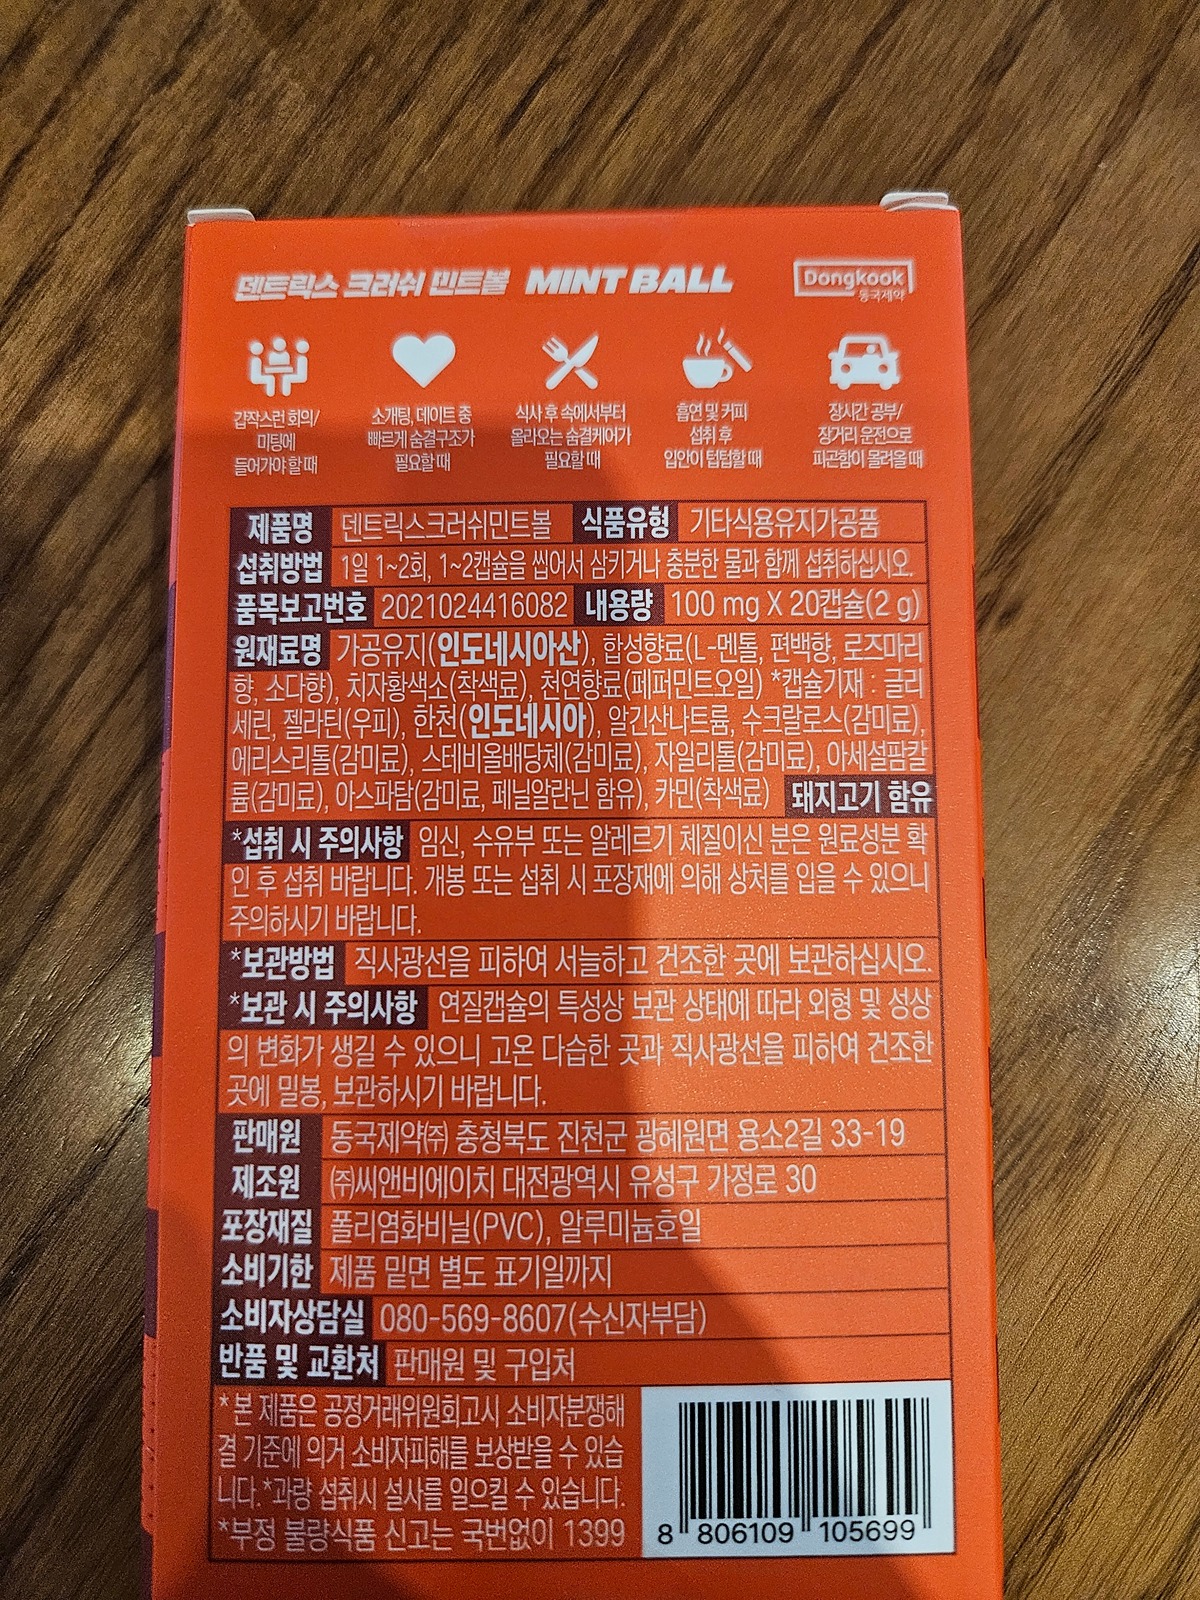 덴트릭스 크러쉬 민트볼 MINT BALL
Dongkook
동국제약
갑작스런 회의/
미팅에
들어가야 할 때
소개팅, 데이트 중
빠르게 숨결구조가
필요할 때
식사 후 속에서부터
올라오는 숨결케어가
필요할 때
흡연 및 커피
섭취 후
입안이 텁텁할 때
장시간 공부/
장거리 운전으로
피곤함이 몰려올 때
제품명 덴트릭스크러쉬민트볼 식품유형 기타식용유지가공품
섭취방법 1일 1~2회, 1~2캡슐을 씹어서 삼키거나 충분한 물과 함께 섭취하십시오.
품목보고번호 2021024416082 내용량 100 mg X 20캡슐(2 g)
원재료명 가공유지(인도네시아산), 합성향료(L-멘톨, 편백향, 로즈마리
향, 소다향), 치자황색소(착색료), 천연향료(페퍼민트오일) *캡슐기재 : 글리
세린, 젤라틴(우피), 한천(인도네시아), 알긴산나트륨, 수크랄로스(감미료),
에리스리톨(감미료), 스테비올배당체(감미료), 자일리톨(감미료), 아세설팜칼
륨(감미료), 아스파탐(감미료, 페닐알란닌 함유), 카민(착색료) 돼지고기 함유
*섭취 시 주의사항 임신, 수유부 또는 알레르기 체질이신 분은 원료성분 확
인 후 섭취 바랍니다. 개봉 또는 섭취 시 포장재에 의해 상처를 입을 수 있으니
주의하시기 바랍니다.
*보관방법 직사광선을 피하여 서늘하고 건조한 곳에 보관하십시오.
*보관 시 주의사항 연질캡슐의 특성상 보관 상태에 따라 외형 및 성상
의 변화가 생길 수 있으니 고온 다습한 곳과 직사광선을 피하여 건조한
곳에 밀봉, 보관하시기 바랍니다.
판매원 동국제약㈜ 충청북도 진천군 광혜원면 용소2길 33-19
제조원 ㈜씨앤비에이치 대전광역시 유성구 가정로 30
포장재질 폴리염화비닐(PVC), 알루미늄호일
소비기한 제품 밑면 별도 표기일까지
소비자상담실 080-569-8607(수신자부담)
반품 및 교환처 판매원 및 구입처
*본 제품은 공정거래위원회고시 소비자분쟁해
결 기준에 의거 소비자피해를 보상받을 수 있습
니다.*과량 섭취시 설사를 일으킬 수 있습니다.
*부정 불량식품 신고는 국번없이 1399
8 806109 105699